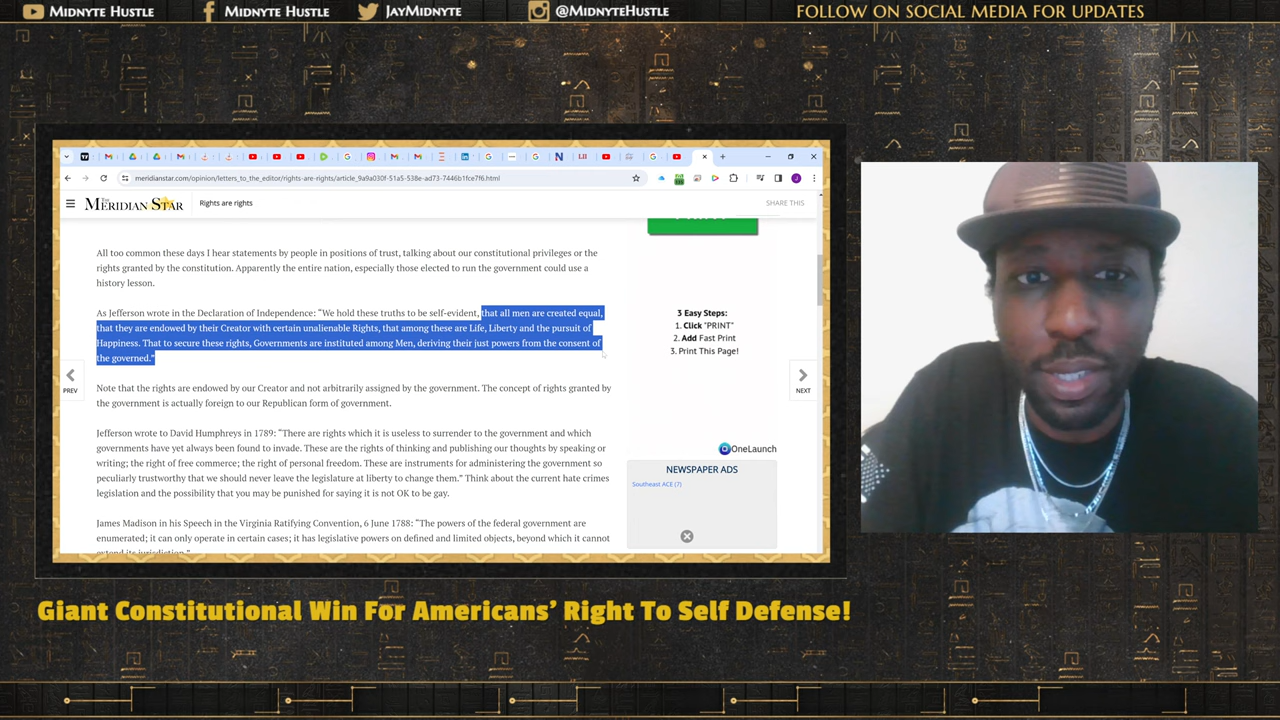 MIDNYTE HUSTLE
MIDNYTE HUSTLE
JAYMIDNYTE
@MIDNYTEHUSTLE
FOLLOW ON SOCIAL MEDIA FOR UPDATES
meridianstar.com/opinion/letters_to_the_editor/rights-are-rights/article_9a9a030f-51a5-538e-ad73-7446b1fce7f6.html
THE MERIDIAN STAR
Rights are rights
SHARE THIS
All too common these days I hear statements by people in positions of trust, talking about our constitutional privileges or the
rights granted by the constitution. Apparently the entire nation, especially those elected to run the government could use a
history lesson.
As Jefferson wrote in the Declaration of Independence: “We hold these truths to be self-evident, that all men are created equal,
that they are endowed by their Creator with certain unalienable Rights, that among these are Life, Liberty and the pursuit of
Happiness. That to secure these rights, Governments are instituted among Men, deriving their just powers from the consent of
the governed.”
Note that the rights are endowed by our Creator and not arbitrarily assigned by the government. The concept of rights granted by
the government is actually foreign to our Republican form of government.
Jefferson wrote to David Humphreys in 1789: “There are rights which it is useless to surrender to the government and which
governments have yet always been found to invade. These are the rights of thinking and publishing our thoughts by speaking or
writing; the right of free commerce; the right of personal freedom. These are instruments for administering the government so
peculiarly trustworthy that we should never leave the legislature at liberty to change them.” Think about the current hate crimes
legislation and the possibility that you may be punished for saying it is not OK to be gay.
James Madison in his Speech in the Virginia Ratifying Convention, 6 June 1788: “The powers of the federal government are
enumerated; it can only operate in certain cases; it has legislative powers on defined and limited objects, beyond which it cannot
extend its jurisdiction.”
PREV
NEXT
3 Easy Steps:
1. Click "PRINT"
2. Add Fast Print
3. Print This Page!
OneLaunch
NEWSPAPER ADS
Southeast ACE (7)
Giant Constitutional Win For Americans’ Right To Self Defense!